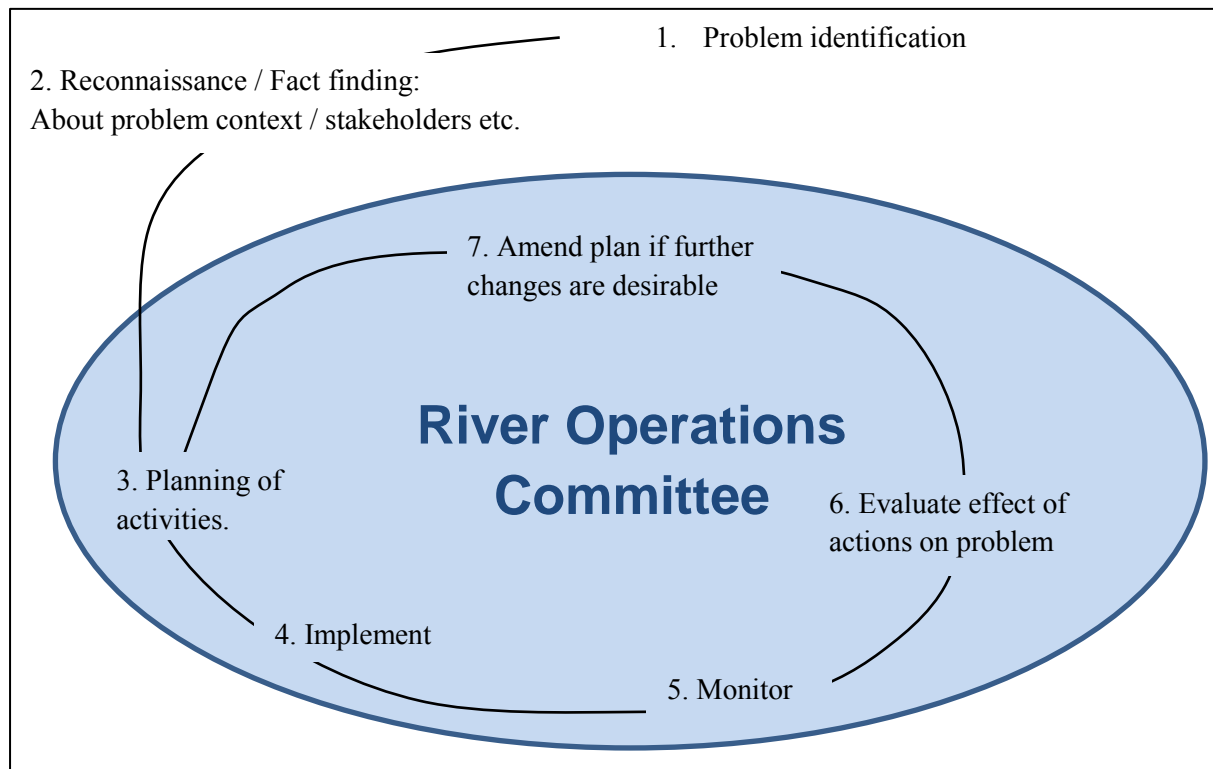 1. Problem identification
2. Reconnaissance / Fact finding:
About problem context / stakeholders etc.
7. Amend plan if further
changes are desirable
River Operations
Committee
3. Planning of
activities.
6. Evaluate effect of
actions on problem
4. Implement
5. Monitor